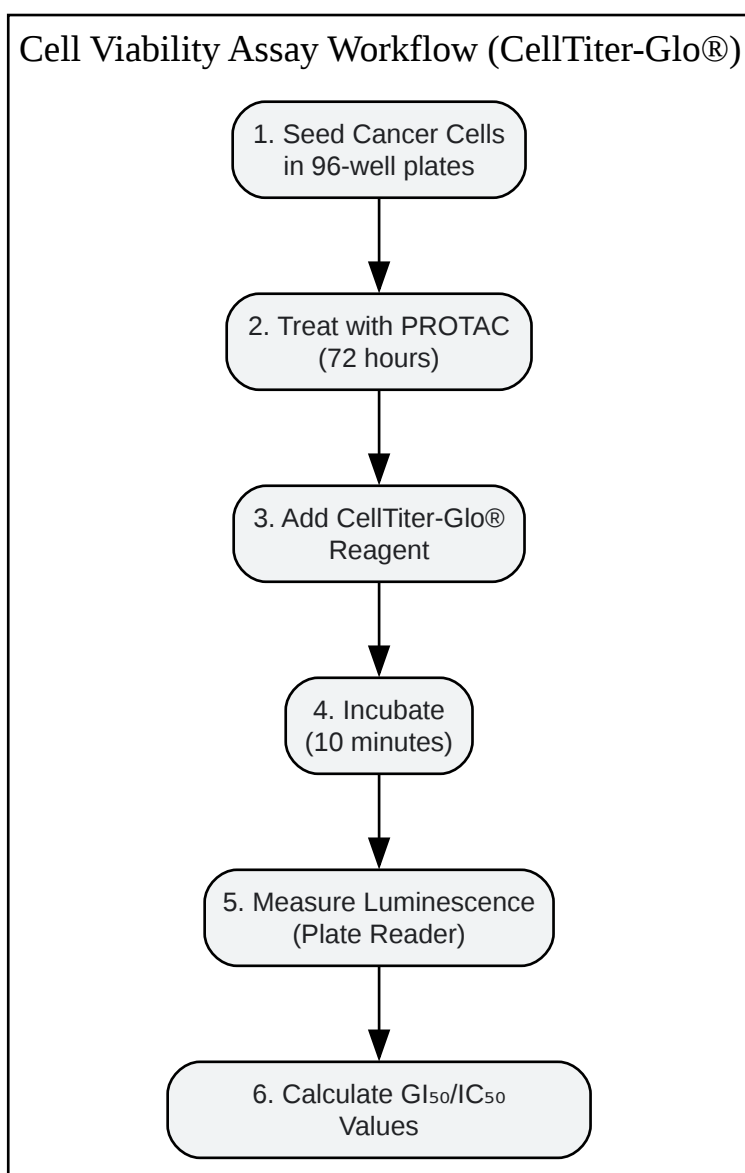 Cell Viability Assay Workflow (CellTiter-Glo®)
1. Seed Cancer Cells
in 96-well plates
2. Treat with PROTAC
(72 hours)
3. Add CellTiter-Glo®
Reagent
4. Incubate
(10 minutes)
5. Measure Luminescence
(Plate Reader)
6. Calculate GI₅₀/IC₅₀
Values